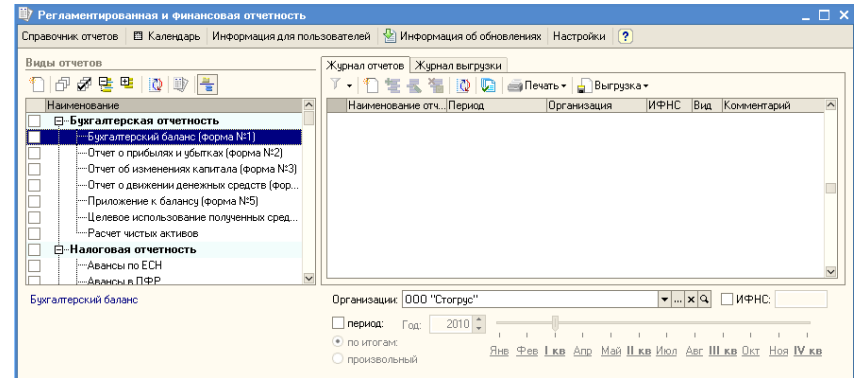 Регламентированная и финансовая отчетность
Справочник отчетов Календарь Информация для пользователей Информация об обновлениях Настройки ?
Виды отчетов
Журнал отчетов Журнал выгрузки
Печать Выгрузка
Наименование
Наименование отч... Период Организация ИФНС Вид Комментарий
Бухгалтерская отчетность
Бухгалтерский баланс (форма №1)
Отчет о прибылях и убытках (форма №2)
Отчет об изменениях капитала (форма №3)
Отчет о движении денежных средств (фор...
Приложение к балансу (форма №5)
Целевое использование полученных сред...
Расчет чистых активов
Налоговая отчетность
Авансы по ЕСН
Авансы в ПФР
Бухгалтерский баланс
Организации: ООО "Стогрус" ... x ИФНС:
период: Год: 2010
по итогам:
произвольный
Янв Фев I кв Апр Май II кв Июл Авг III кв Окт Ноя IV кв